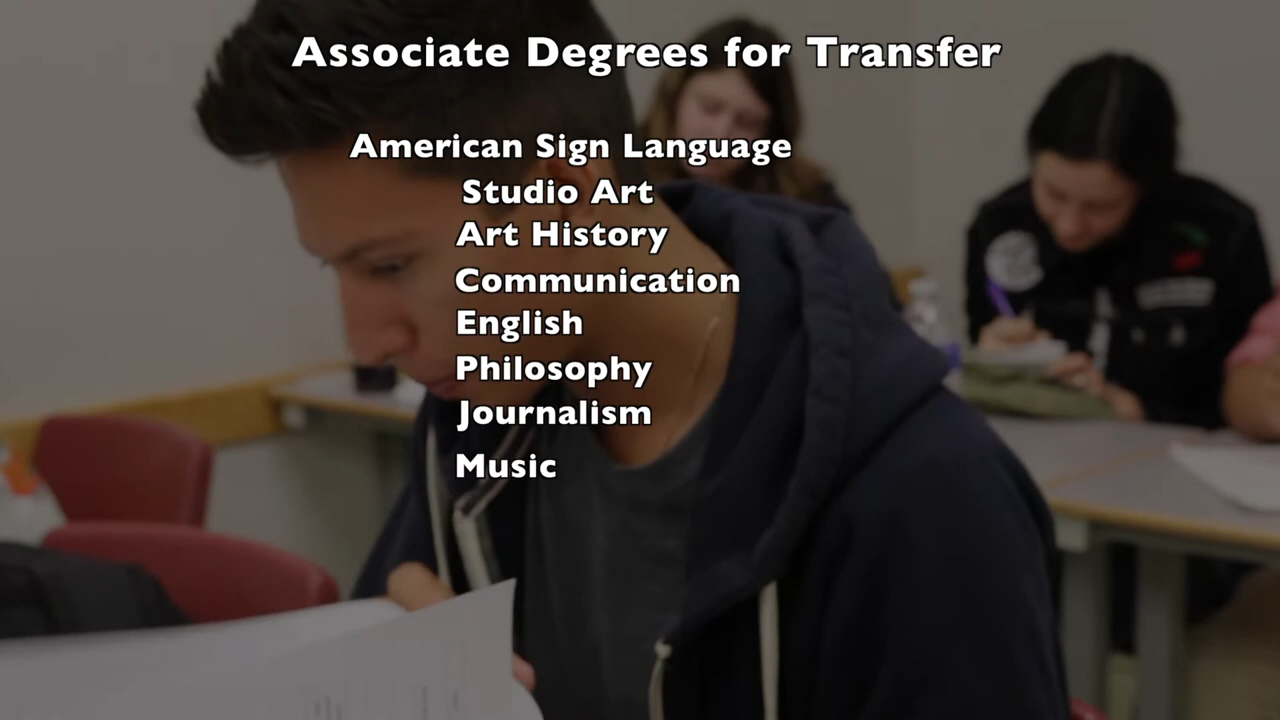 Associate Degrees for Transfer
American Sign Language
Studio Art
Art History
Communication
English
Philosophy
Journalism
Music